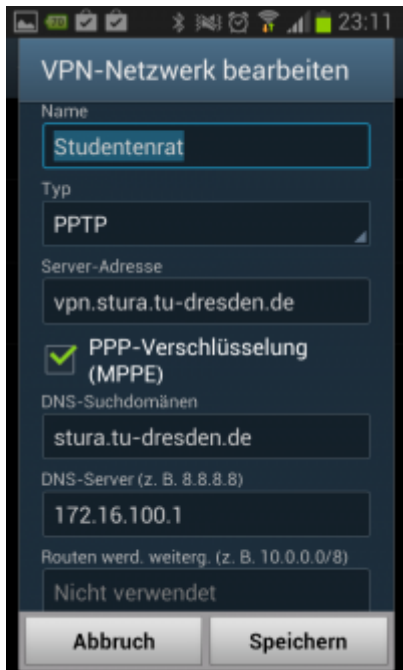 70
23:11
VPN-Netzwerk bearbeiten
Name
Studentenrat
Typ
PPTP
Server-Adresse
vpn.stura.tu-dresden.de
PPP-Verschlüsselung
(MPPE)
DNS-Suchdomänen
stura.tu-dresden.de
DNS-Server (z. B. 8.8.8.8)
172.16.100.1
Routen werd. weiterg. (z. B. 10.0.0.0/8)
Nicht verwendet
Abbruch
Speichern